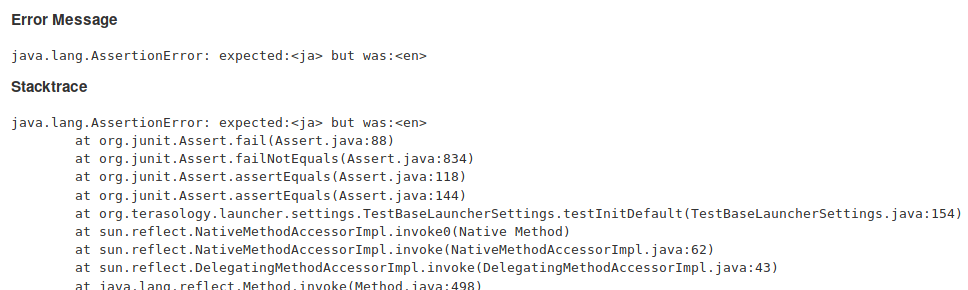 Error Message
java.lang.AssertionError: expected:<ja> but was:<en>
Stacktrace
java.lang.AssertionError: expected:<ja> but was:<en>
at org.junit.Assert.fail(Assert.java:88)
at org.junit.Assert.failNotEquals(Assert.java:834)
at org.junit.Assert.assertEquals(Assert.java:118)
at org.junit.Assert.assertEquals(Assert.java:144)
at org.terasology.launcher.settings.TestBaseLauncherSettings.testInitDefault(TestBaseLauncherSettings.java:154)
at sun.reflect.NativeMethodAccessorImpl.invoke0(Native Method)
at sun.reflect.NativeMethodAccessorImpl.invoke(NativeMethodAccessorImpl.java:62)
at sun.reflect.DelegatingMethodAccessorImpl.invoke(DelegatingMethodAccessorImpl.java:43)
at java.lang.reflect.Method.invoke(Method.java:498)